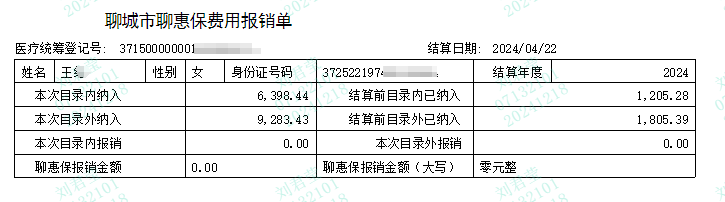 聊城市聊惠保费用报销单
医疗统筹登记号: 371500000001 结算日期: 2024/04/22
姓名 王 性别 女 身份证号码 3725221974 结算年度 2024
本次目录内纳入 6,398.44 结算前目录内已纳入 1,205.28
本次目录外纳入 9,283.43 结算前目录外已纳入 1,805.39
本次目录内报销 0.00 本次目录外报销 0.00
聊惠保报销金额 0.00 聊惠保报销金额（大写） 零元整